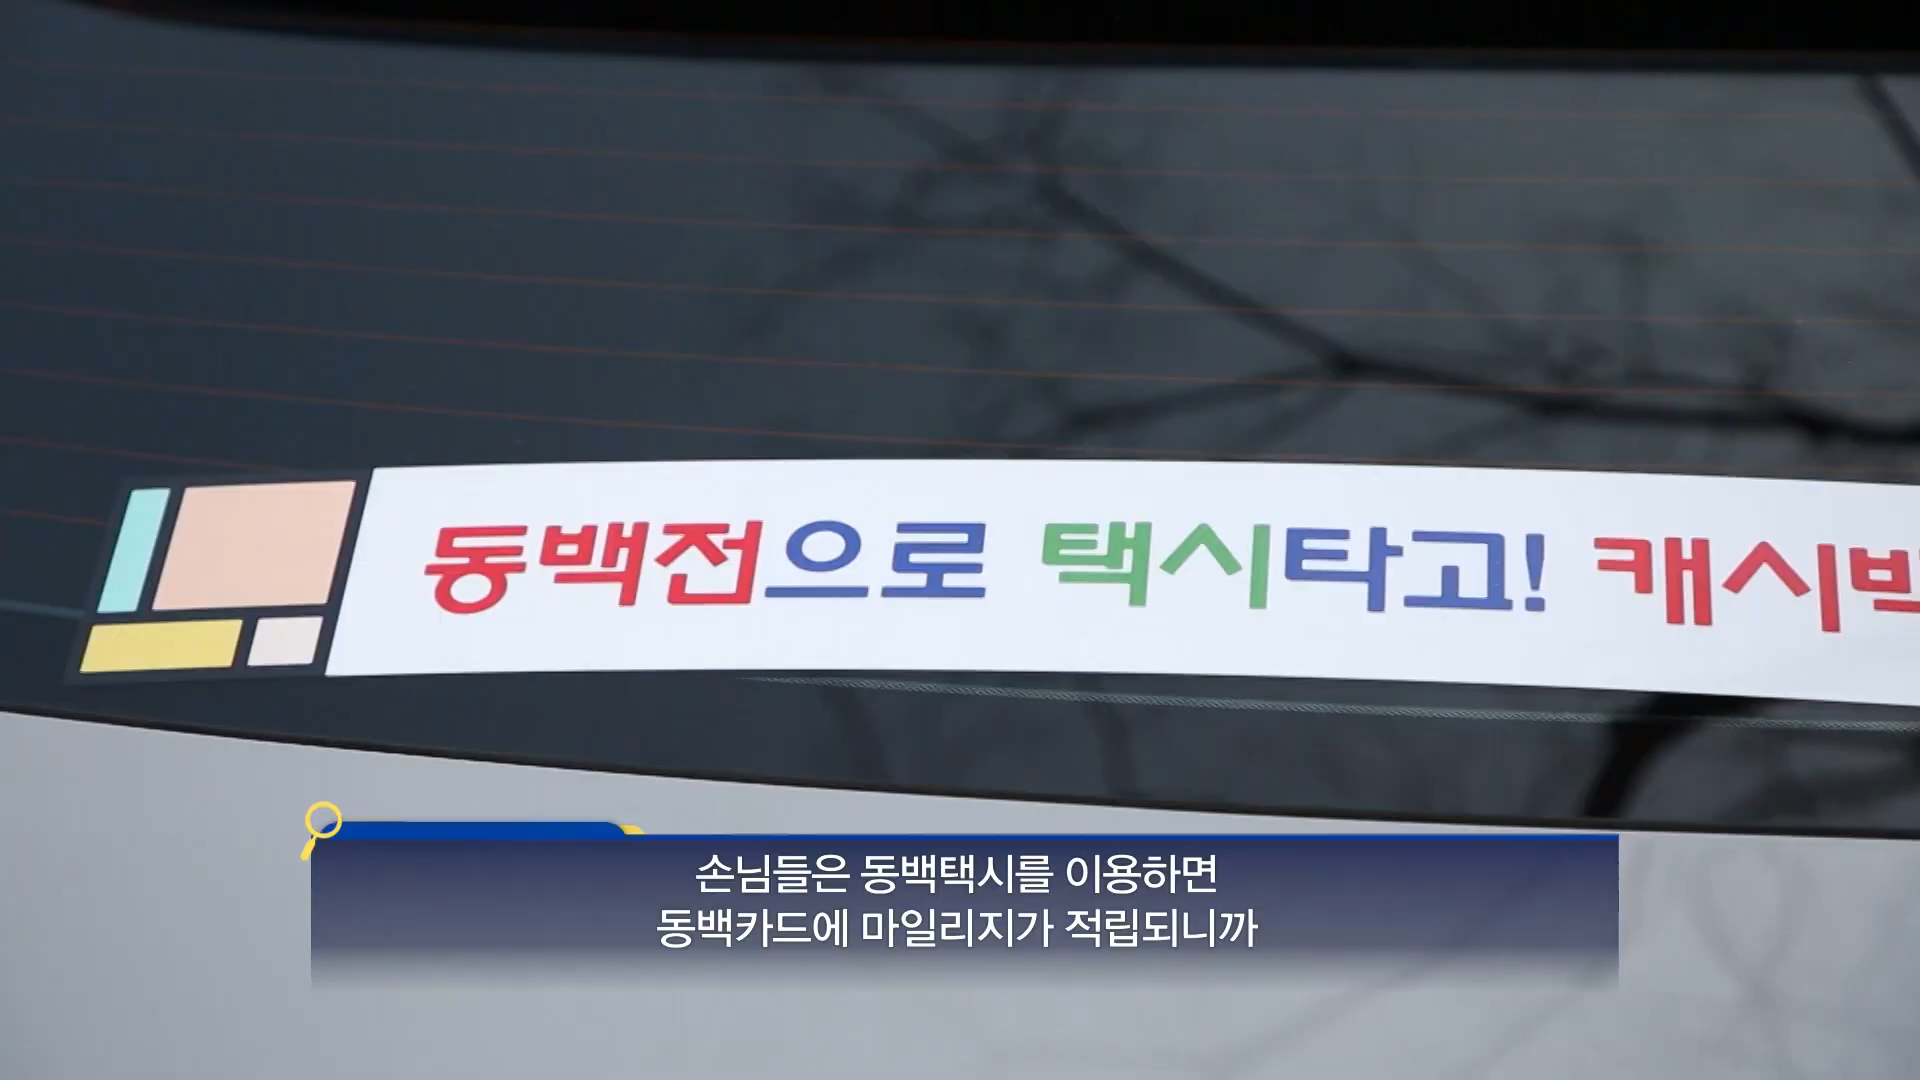 동백전으로 택시타고! 캐시
손님들은 동백택시를 이용하면
동백카드에 마일리지가 적립되니까